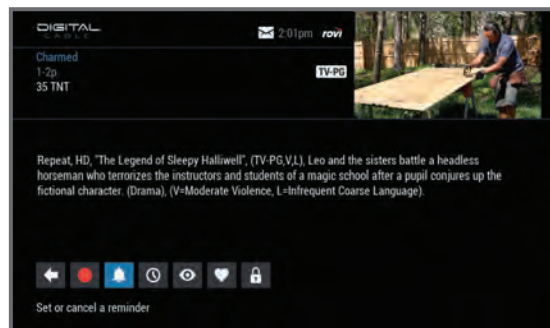 DIGITAL
CABLE
2:01pm rovi
Charmed
1-2p
TV-PG
35 TNT
Repeat, HD, "The Legend of Sleepy Halliwell", (TV-PG,V,L), Leo and the sisters battle a headless
horseman who terrorizes the instructors and students of a magic school after a pupil conjures up the
fictional character. (Drama), (V=Moderate Violence, L=Infrequent Coarse Language).
Set or cancel a reminder